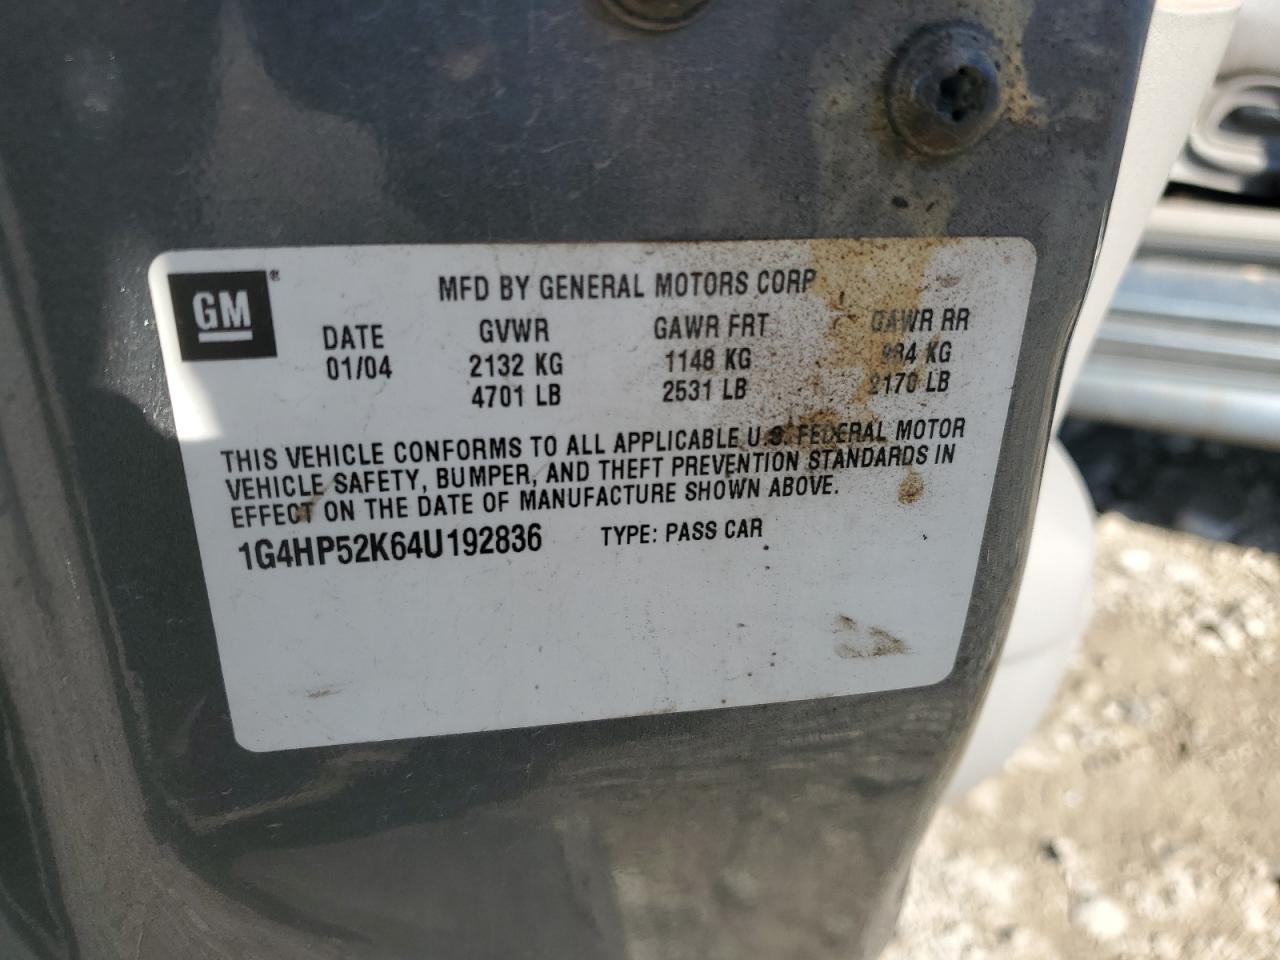 GM®
MFD BY GENERAL MOTORS CORP
DATE GVWR GAWR FRT GAWR RR
01/04 2132 KG 1148 KG 984 KG
4701 LB 2531 LB 2170 LB
THIS VEHICLE CONFORMS TO ALL APPLICABLE U.S. FEDERAL MOTOR
VEHICLE SAFETY, BUMPER, AND THEFT PREVENTION STANDARDS IN
EFFECT ON THE DATE OF MANUFACTURE SHOWN ABOVE.
1G4HP52K64U192836 TYPE: PASS CAR